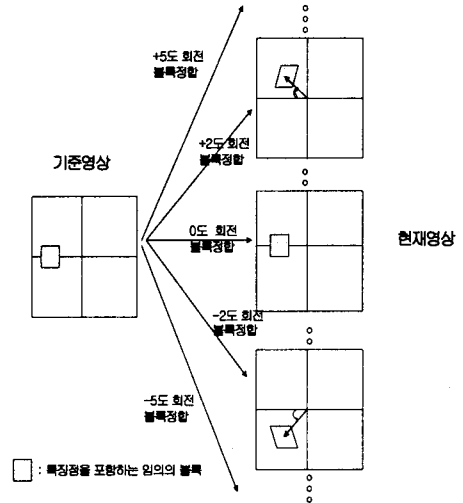 +5도 회전
블록정합
+2도 회전
블록정합
기준영상
0도 회전
블록정합
현재영상
-2도 회전
블록정합
-5도 회전
블록정합
: 특징점을 포함하는 임의의 블록